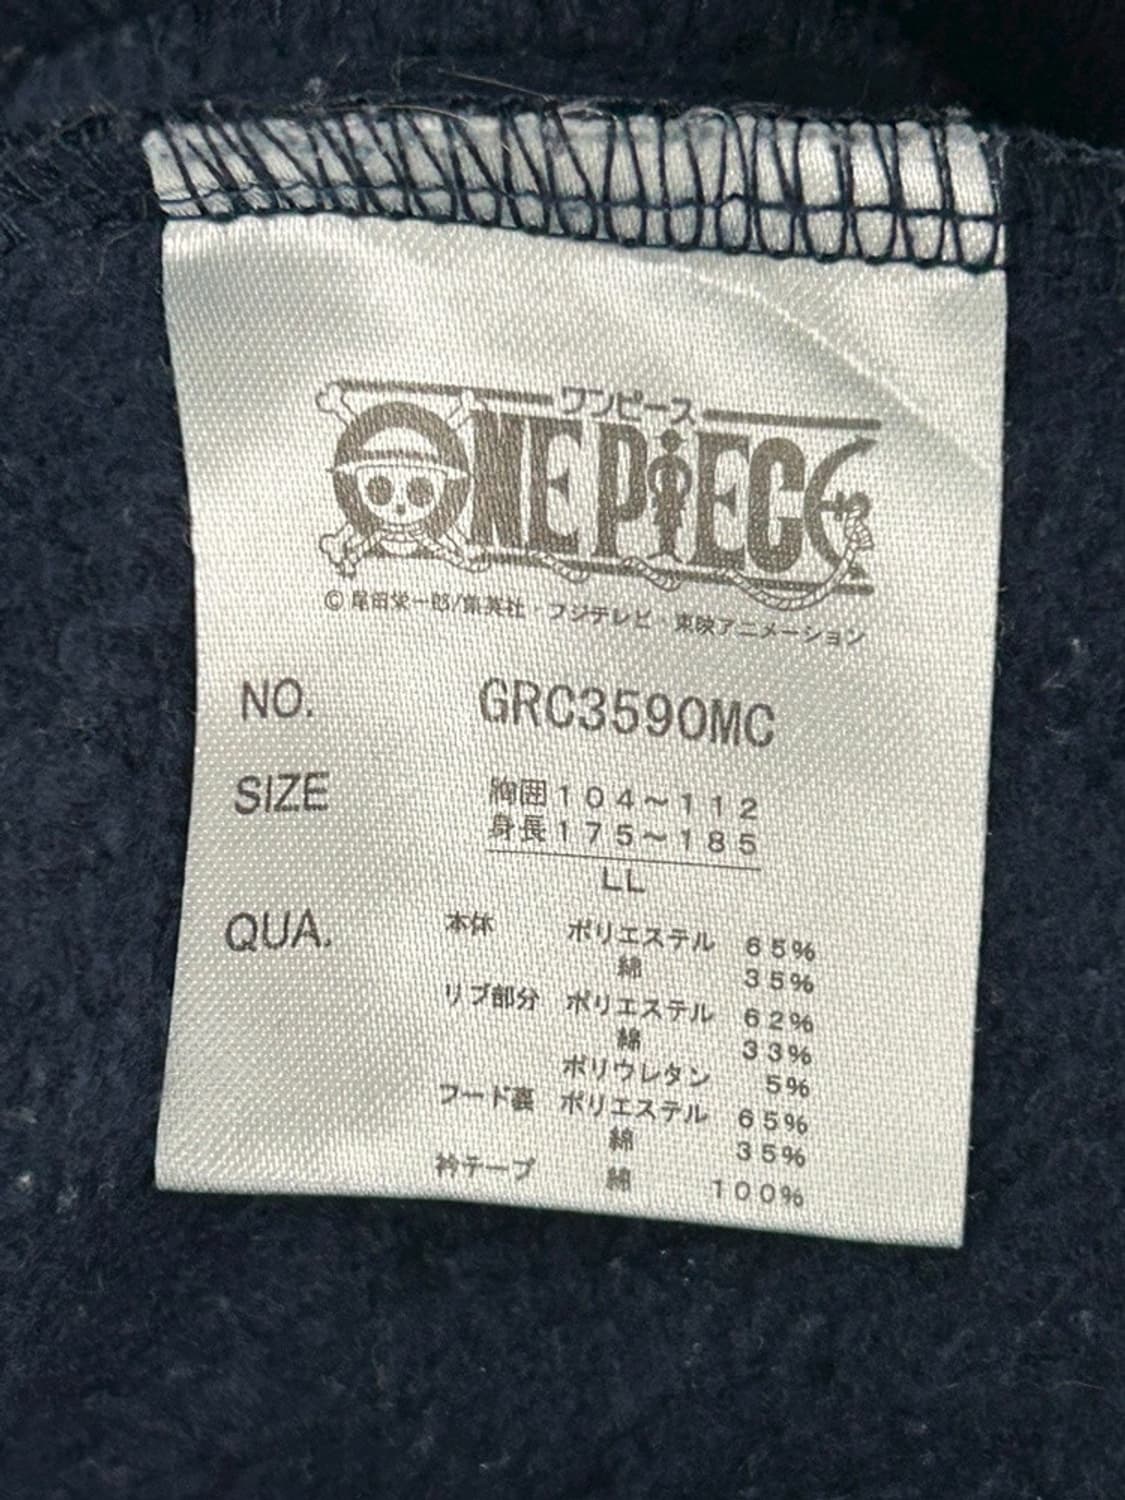 ワンピース
ONE PIECE
© 尾田栄一郎/集英社・フジテレビ・東映アニメーション
NO. GRC3590MC
SIZE 胸囲104~112
身長175~185
LL
QUA. 本体 ポリエステル 65%
綿 35%
リブ部分 ポリエステル 62%
綿 33%
ポリウレタン 5%
フード裏 ポリエステル 65%
綿 35%
衿テープ 綿 100%